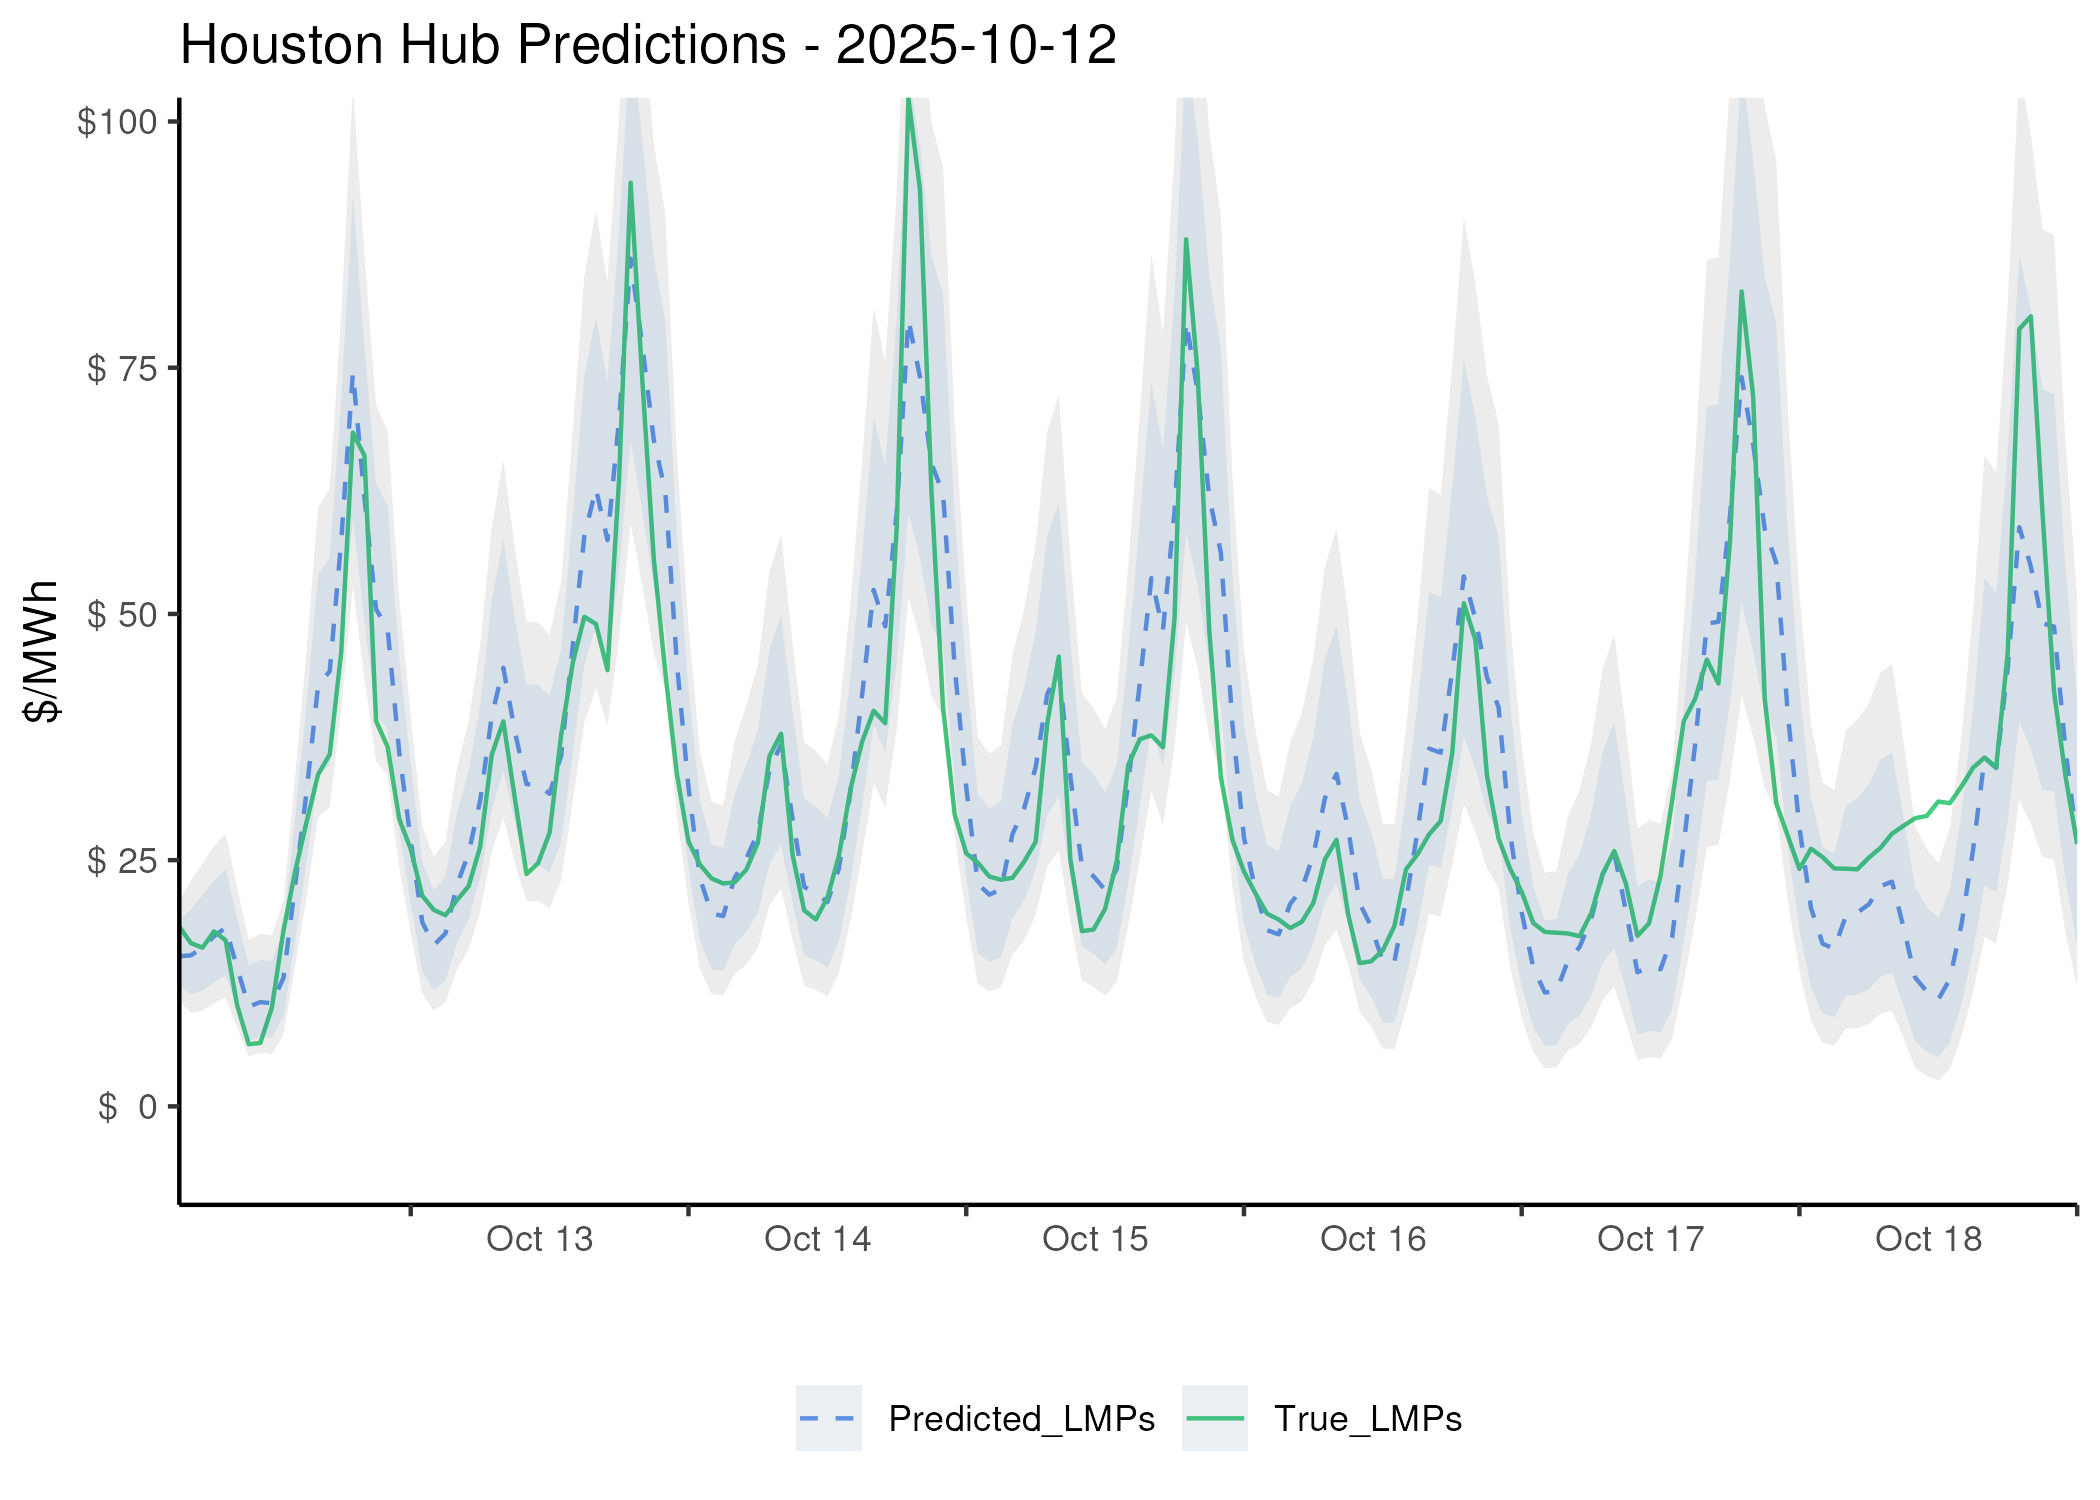 Houston Hub Predictions - 2025-10-12
$100
$ 75
$ 50
$ 25
$  0
$/MWh
Oct 13 Oct 14 Oct 15 Oct 16 Oct 17 Oct 18
Predicted_LMPs True_LMPs